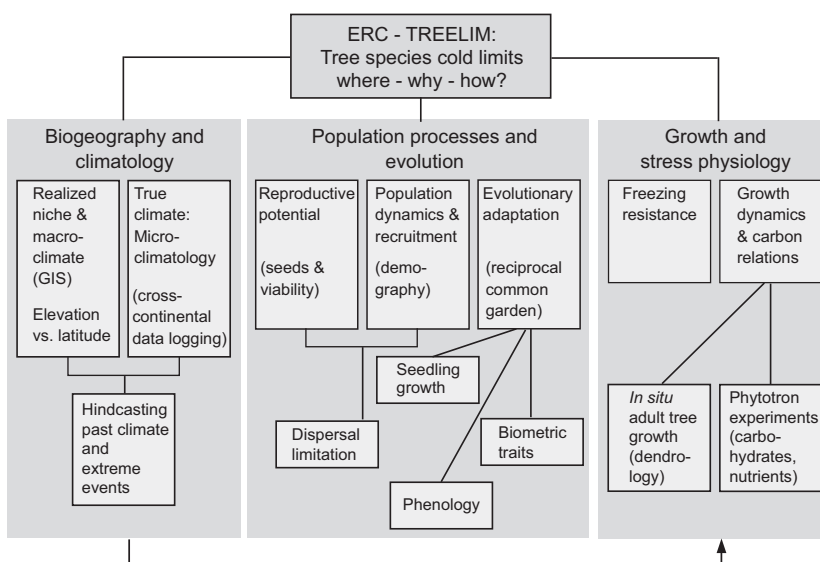 ERC - TREELIM:
Tree species cold limits
where - why - how?
Biogeography and
climatology
Realized
niche &
macro-
climate
(GIS)
Elevation
vs. latitude
True
climate:
Micro-
climatology
(cross-
continental
data logging)
Hindcasting
past climate
and
extreme
events
Population processes and
evolution
Reproductive
potential
(seeds &
viability)
Population
dynamics &
recruitment
(demo-
graphy)
Evolutionary
adaptation
(reciprocal
common
garden)
Seedling
growth
Dispersal
limitation
Biometric
traits
Phenology
Growth and
stress physiology
Freezing
resistance
Growth
dynamics
& carbon
relations
In situ
adult tree
growth
(dendro-
logy)
Phytotron
experiments
(carbo-
hydrates,
nutrients)